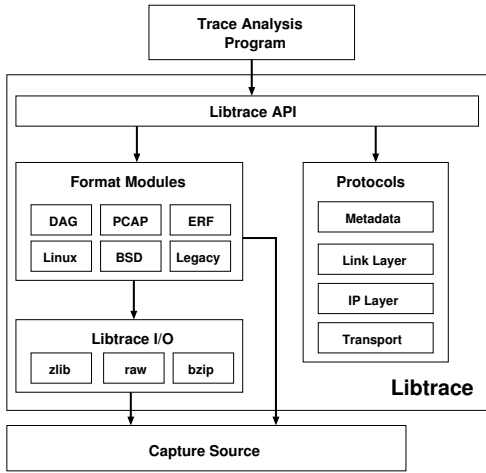 Trace Analysis
Program
Libtrace API
Format Modules
DAG
PCAP
ERF
Linux
BSD
Legacy
Protocols
Metadata
Link Layer
IP Layer
Transport
Libtrace I/O
zlib
raw
bzip
Libtrace
Capture Source